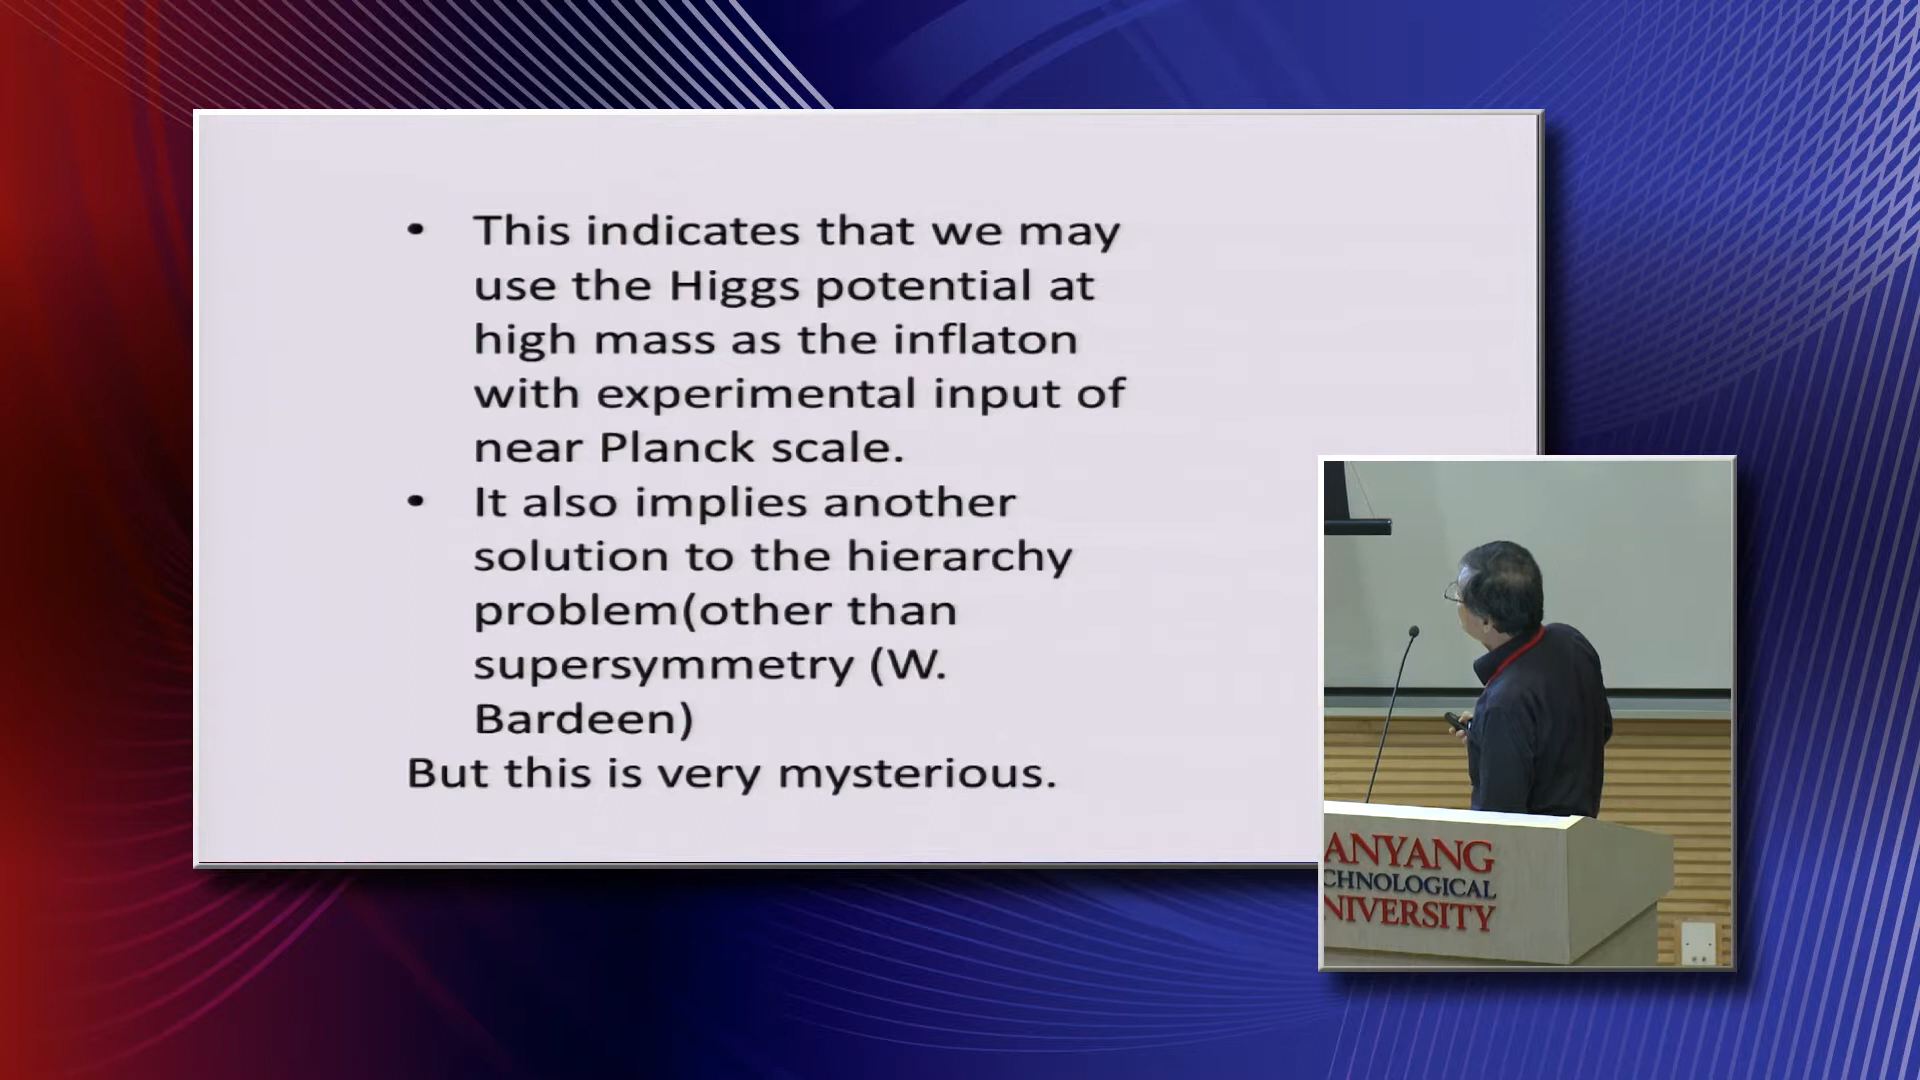 • This indicates that we may
use the Higgs potential at
high mass as the inflaton
with experimental input of
near Planck scale.
• It also implies another
solution to the hierarchy
problem(other than
supersymmetry (W.
Bardeen)
But this is very mysterious.
ANYANG
CHNOLOGICAL
NIVERSITY